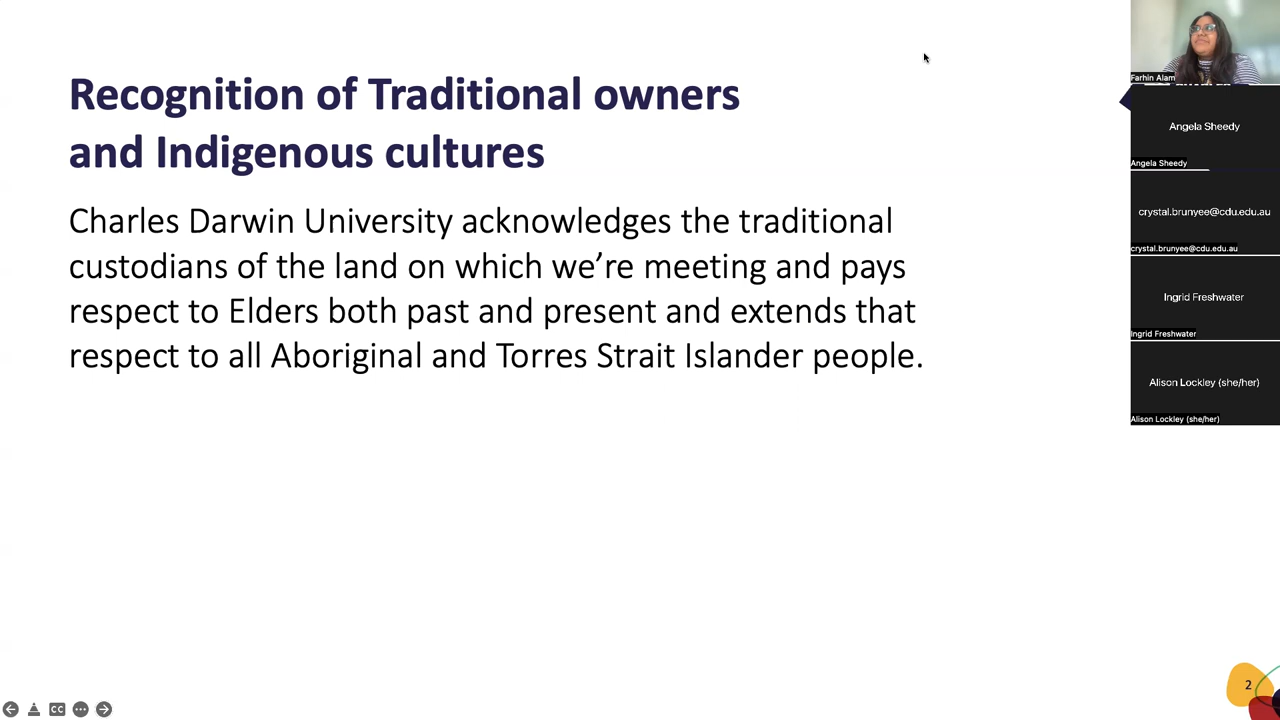 Recognition of Traditional owners
and Indigenous cultures
Charles Darwin University acknowledges the traditional
custodians of the land on which we're meeting and pays
respect to Elders both past and present and extends that
respect to all Aboriginal and Torres Strait Islander people.
Farhin Alam
Angela Sheedy
Angela Sheedy
crystal.brunyee@cdu.edu.au
crystal.brunyee@cdu.edu.au
Ingrid Freshwater
Ingrid Freshwater
Alison Lockley (she/her)
Alison Lockley (she/her)
2
CC